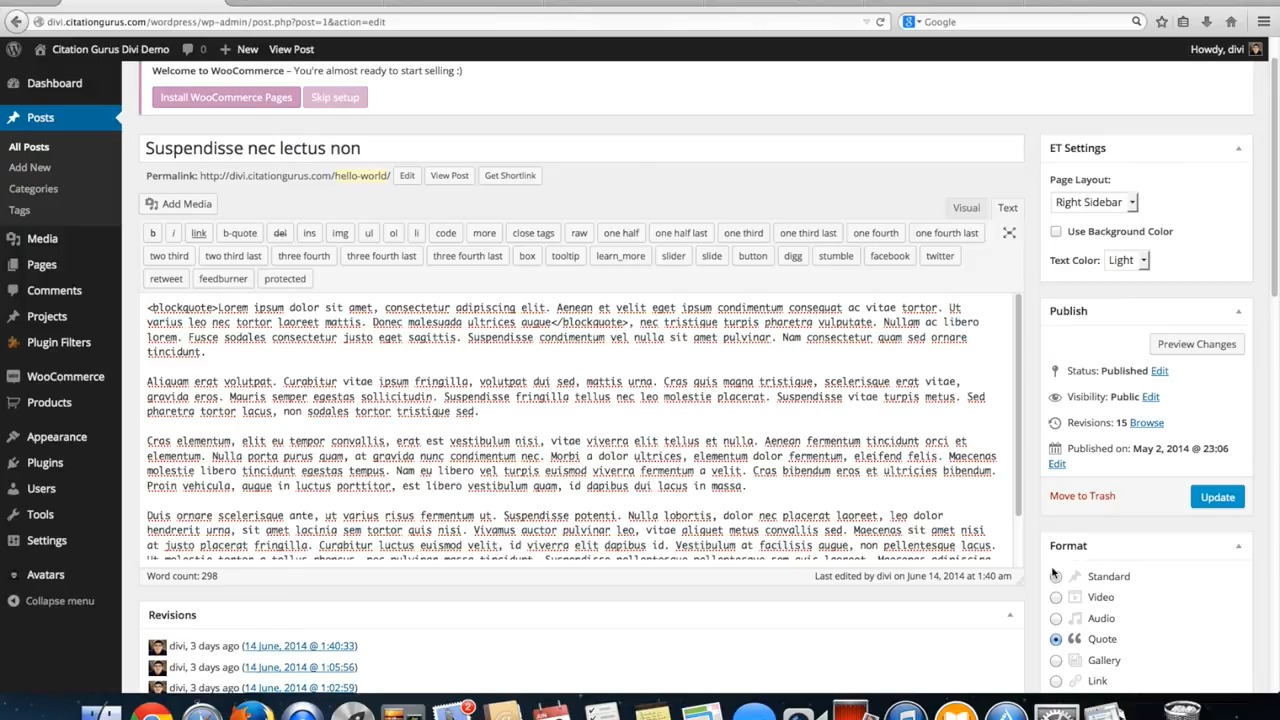 divi.citationgurus.com/wordpress/wp-admin/post.php?post=1&action=edit
Google
Citation Gurus Divi Demo
0
New
View Post
Howdy, divi
Dashboard
Posts
All Posts
Add New
Categories
Tags
Media
Pages
Comments
Projects
Plugin Filters
WooCommerce
Products
Appearance
Plugins
Users
Tools
Settings
Avatars
Collapse menu
Welcome to WooCommerce – You're almost ready to start selling :)
Install WooCommerce Pages
Skip setup
Suspendisse nec lectus non
Permalink: http://divi.citationgurus.com/hello-world/ Edit View Post Get Shortlink
Add Media
Visual Text
b i link b-quote del ins img ul ol li code more close tags raw one half one half last one third one third last one fourth one fourth last
two third two third last three fourth three fourth last three fourth last box tooltip learn_more slider slide button digg stumble facebook twitter
retweet feedburner protected
<blockquote>Lorem ipsum dolor sit amet, consectetur adipiscing elit. Aenean et velit eget ipsum condimentum consequat ac vitae tortor. Ut
varius leo nec tortor laoreet mattis. Donec malesuada ultrices augue</blockquote>, nec tristique turpis pharetra vulputate. Nullam ac libero
lorem. Fusce sodales consectetur justo eget sagittis. Suspendisse condimentum vel nulla sit amet pulvinar. Nam consectetur quam sed ornare
tincidunt.
Aliquam erat volutpat. Curabitur vitae ipsum fringilla, volutpat dui sed, mattis urna. Cras quis magna tristique, scelerisque erat vitae,
gravida eros. Mauris semper egestas sollicitudin. Suspendisse fringilla tellus nec leo molestie placerat. Suspendisse vitae turpis metus. Sed
pharetra tortor lacus, non sodales tortor tristique sed.
Cras elementum, elit eu tempor convallis, erat est vestibulum nisi, vitae viverra elit tellus et nulla. Aenean fermentum tincidunt orci et
elementum. Nulla porta purus quam, at gravida nunc condimentum nec. Morbi a dolor ultrices, elementum dolor fermentum, eleifend felis. Maecenas
molestie libero tincidunt egestas tempus. Nam eu libero vel turpis euismod viverra fermentum a velit. Cras bibendum eros et ultricies bibendum.
Proin vehicula, augue in luctus porttitor, est libero vestibulum quam, id dapibus dui lacus in massa.
Duis ornare scelerisque ante, ut varius risus fermentum ut. Suspendisse potenti. Nulla lobortis, dolor nec placerat laoreet, leo dolor
hendrerit urna, sit amet lacinia sem tortor quis nisi. Vivamus auctor pulvinar leo, vitae aliquet metus convallis sed. Maecenas sit amet nisi
at justo placerat fringilla. Curabitur luctus euismod velit, id viverra elit dapibus id. Vestibulum at facilisis augue, non pellentesque lacus.
Word count: 298
Last edited by divi on June 14, 2014 at 1:40 am
Revisions
divi, 3 days ago (14 June, 2014 @ 1:40:33)
divi, 3 days ago (14 June, 2014 @ 1:05:56)
divi, 3 days ago (14 June, 2014 @ 1:02:59)
ET Settings
Page Layout:
Right Sidebar
Use Background Color
Text Color: Light
Publish
Preview Changes
Status: Published Edit
Visibility: Public Edit
Revisions: 15 Browse
Published on: May 2, 2014 @ 23:06
Edit
Move to Trash
Update
Format
Standard
Video
Audio
Quote
Gallery
Link
2